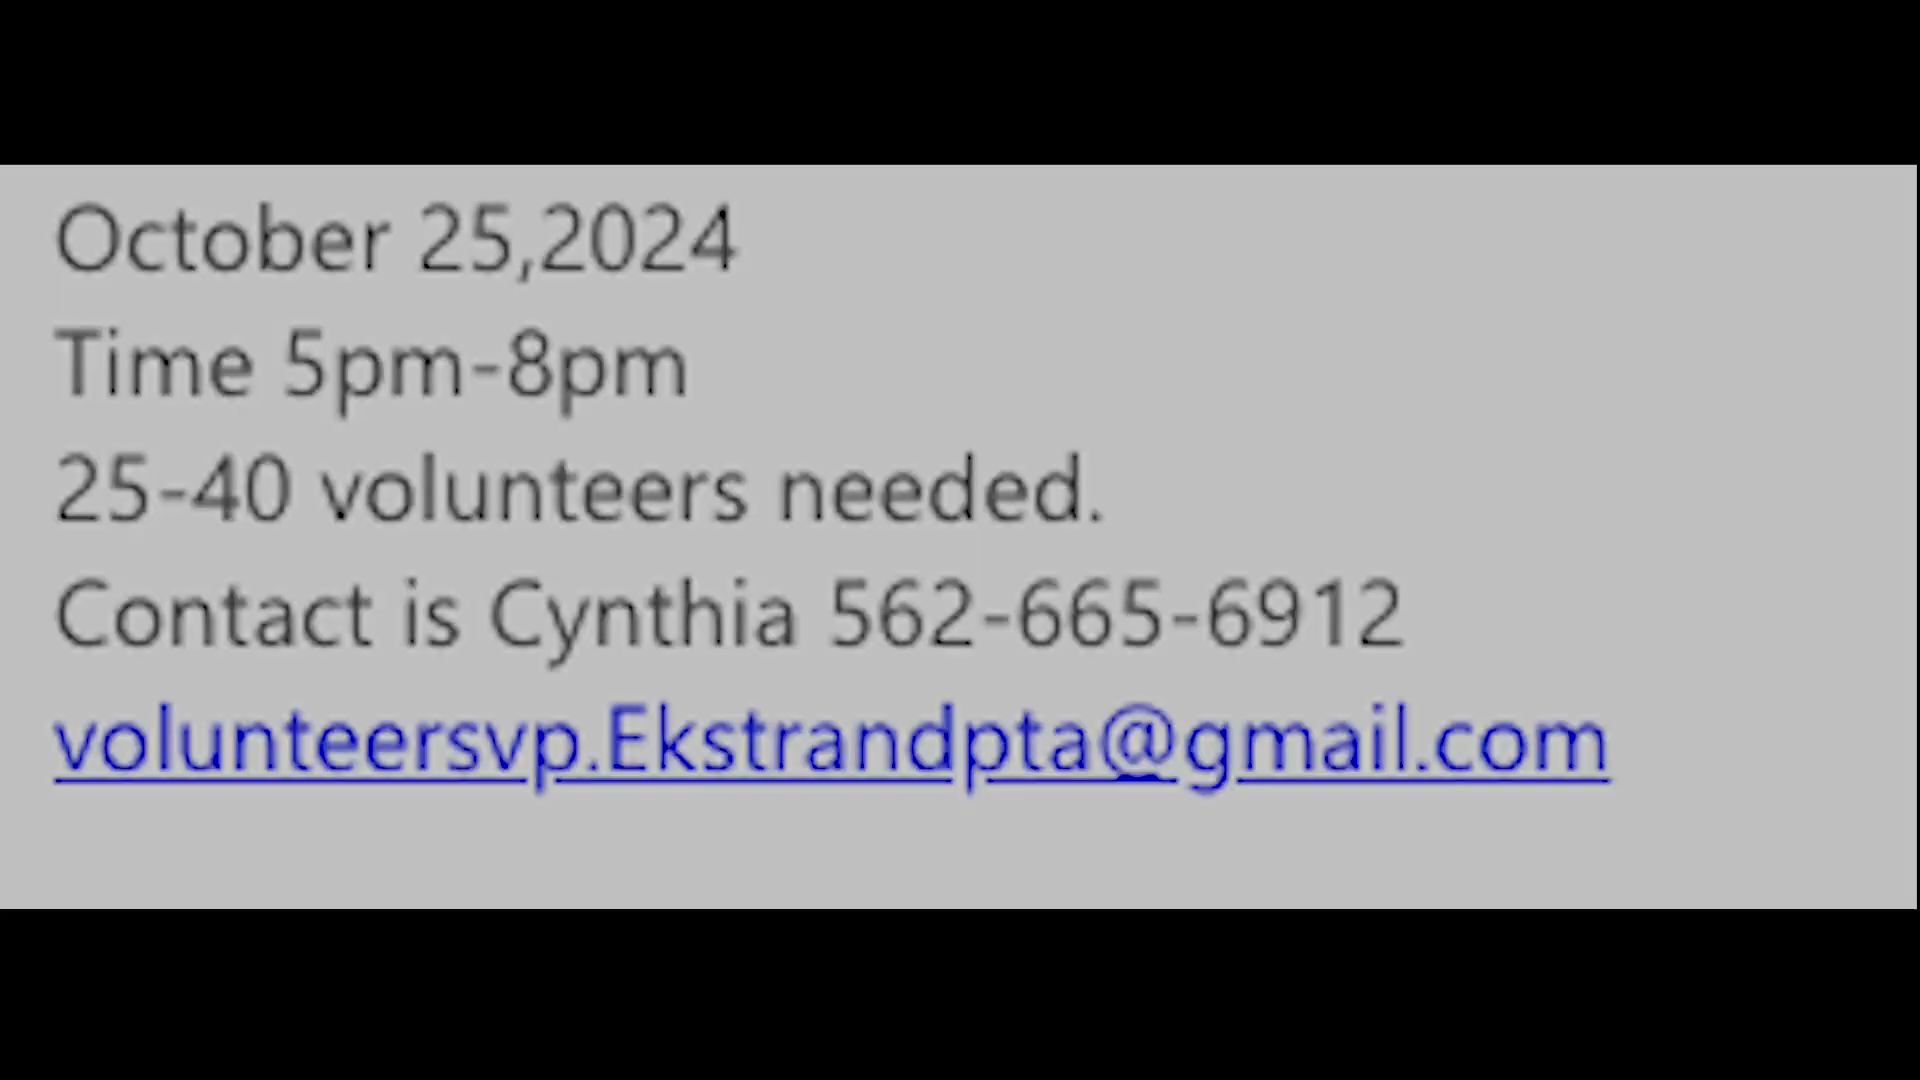 October 25,2024
Time 5pm-8pm
25-40 volunteers needed.
Contact is Cynthia 562-665-6912
volunteersvp.Ekstrandpta@gmail.com